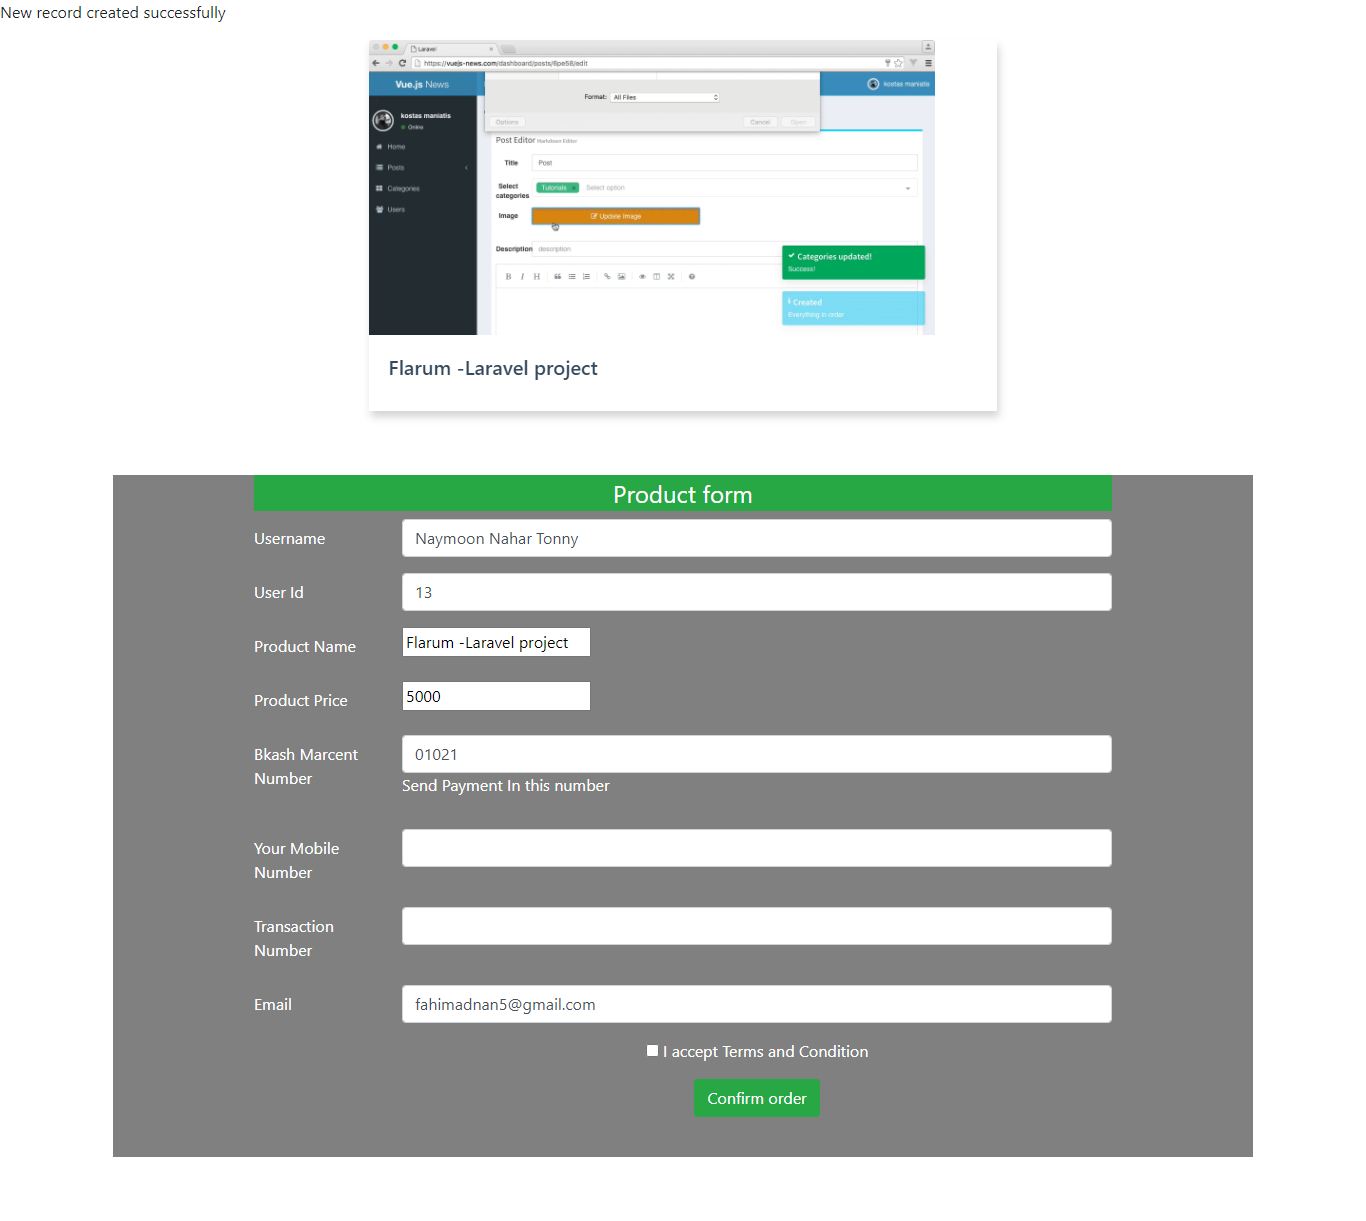 New record created successfully
Laravel
https://vuejs-news.com/dashboard/posts/6pe58/edit
Vue.js News
kostas maniatis
Format: All Files
kostas maniatis
Online
Options
Cancel
Open
Home
Post Editor Markdown Editor
Title Post
Posts
Select categories Tutorials Select option
Categories
Users
Image Update Image
Description description
Categories updated!
Success!
B I H
Created
Everything in order
Flarum -Laravel project
Product form
Username Naymoon Nahar Tonny
User Id 13
Product Name Flarum -Laravel project
Product Price 5000
Bkash Marcent Number 01021
Send Payment In this number
Your Mobile Number
Transaction Number
Email fahimadnan5@gmail.com
I accept Terms and Condition
Confirm order